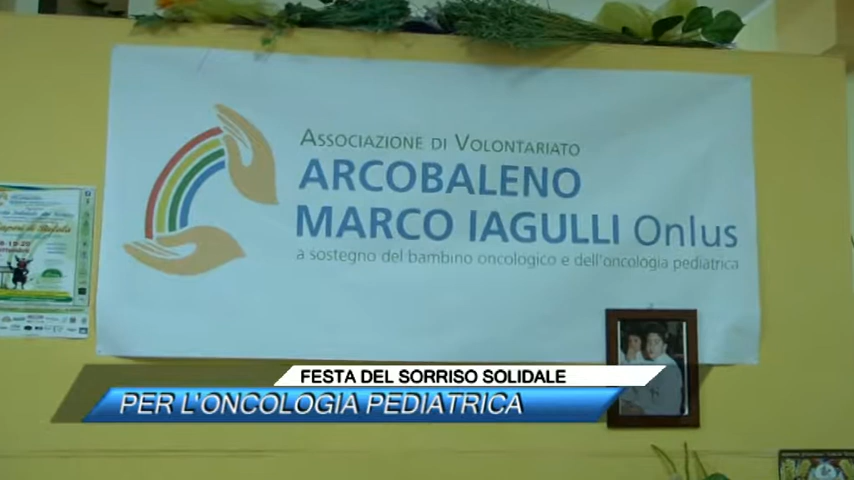 Associazione di Volontariato
ARCOBALENO
MARCO IAGULLI Onlus
a sostegno del bambino oncologico e dell'oncologia pediatrica
FESTA DEL SORRISO SOLIDALE
PER L'ONCOLOGIA PEDIATRICA